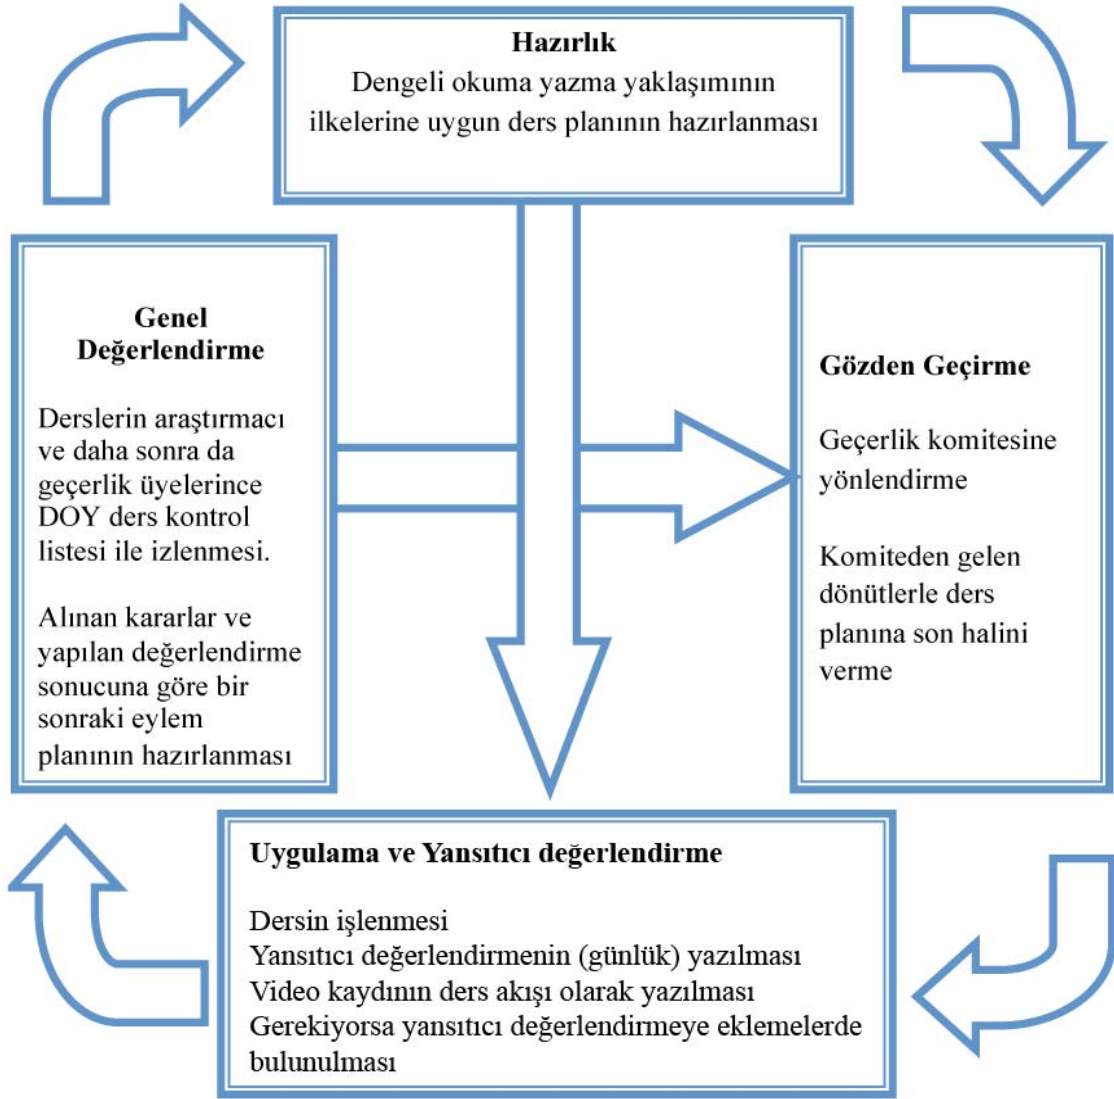 Hazırlık
Dengeli okuma yazma yaklaşımının
ilkelerine uygun ders planının hazırlanması
Genel
Değerlendirme
Derslerin araştırmacı
ve daha sonra da
geçerlik üyelerince
DOY ders kontrol
listesi ile izlenmesi.
Alınan kararlar ve
yapılan değerlendirme
sonucuna göre bir
sonraki eylem
planının hazırlanması
Gözden Geçirme
Geçerlik komitesine
yönlendirme
Komiteden gelen
dönütlerle ders
planına son halini
verme
Uygulama ve Yansıtıcı değerlendirme
Dersin işlenmesi
Yansıtıcı değerlendirmenin (günlük) yazılması
Video kaydının ders akışı olarak yazılması
Gerekiyorsa yansıtıcı değerlendirmeye eklemelerde
bulunulması